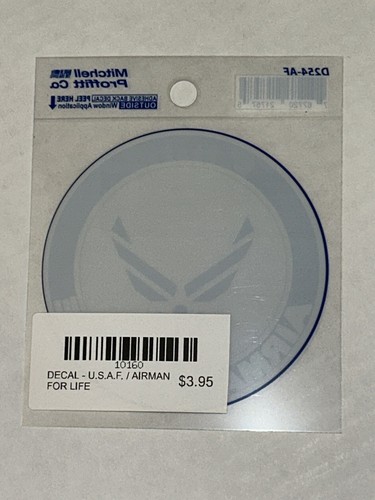 Mitchell
Proffitt Co
D254-AF
ADHESIVE BACK DECAL PEEL HERE
OUTSIDE Window Application
AIRMA
10160
DECAL - U.S.A.F. / AIRMAN
FOR LIFE
$3.95